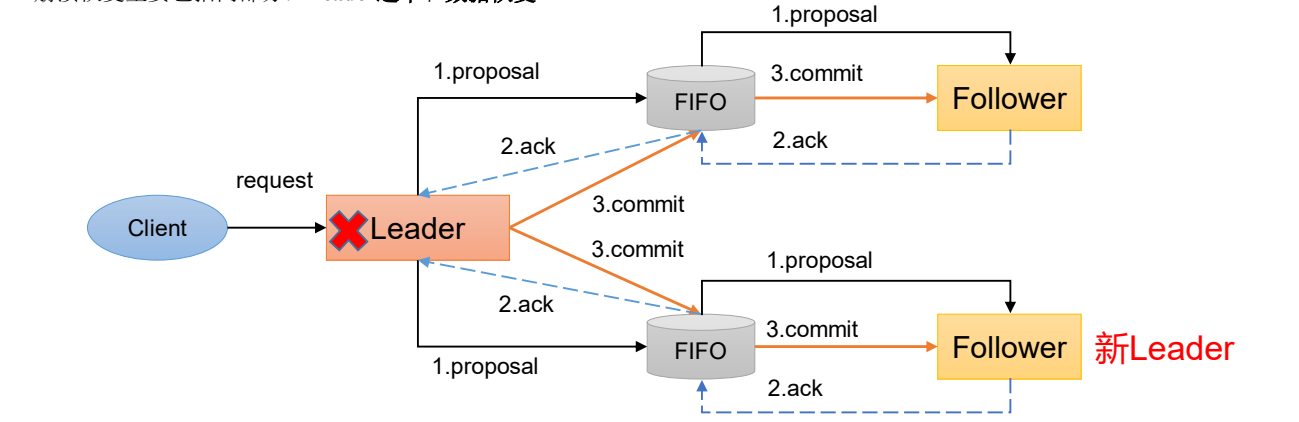 1.proposal
1.proposal
3.commit
FIFO
Follower
2.ack
2.ack
request
3.commit
Client
Leader
3.commit
1.proposal
2.ack
3.commit
FIFO
Follower
新Leader
1.proposal
2.ack